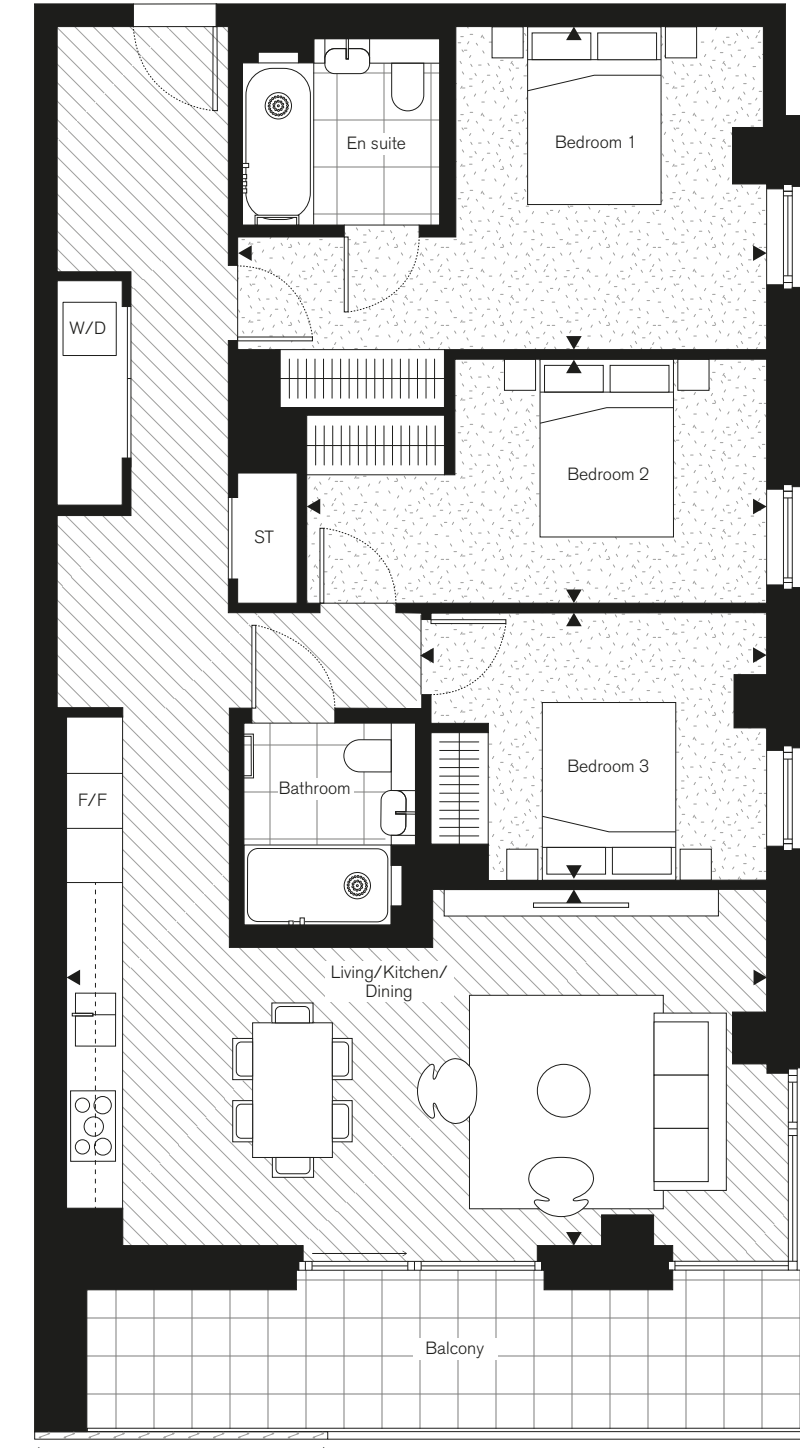 En suite
Bedroom 1
W/D
Bedroom 2
ST
Bedroom 3
Bathroom
F/F
Living/Kitchen/
Dining
Balcony